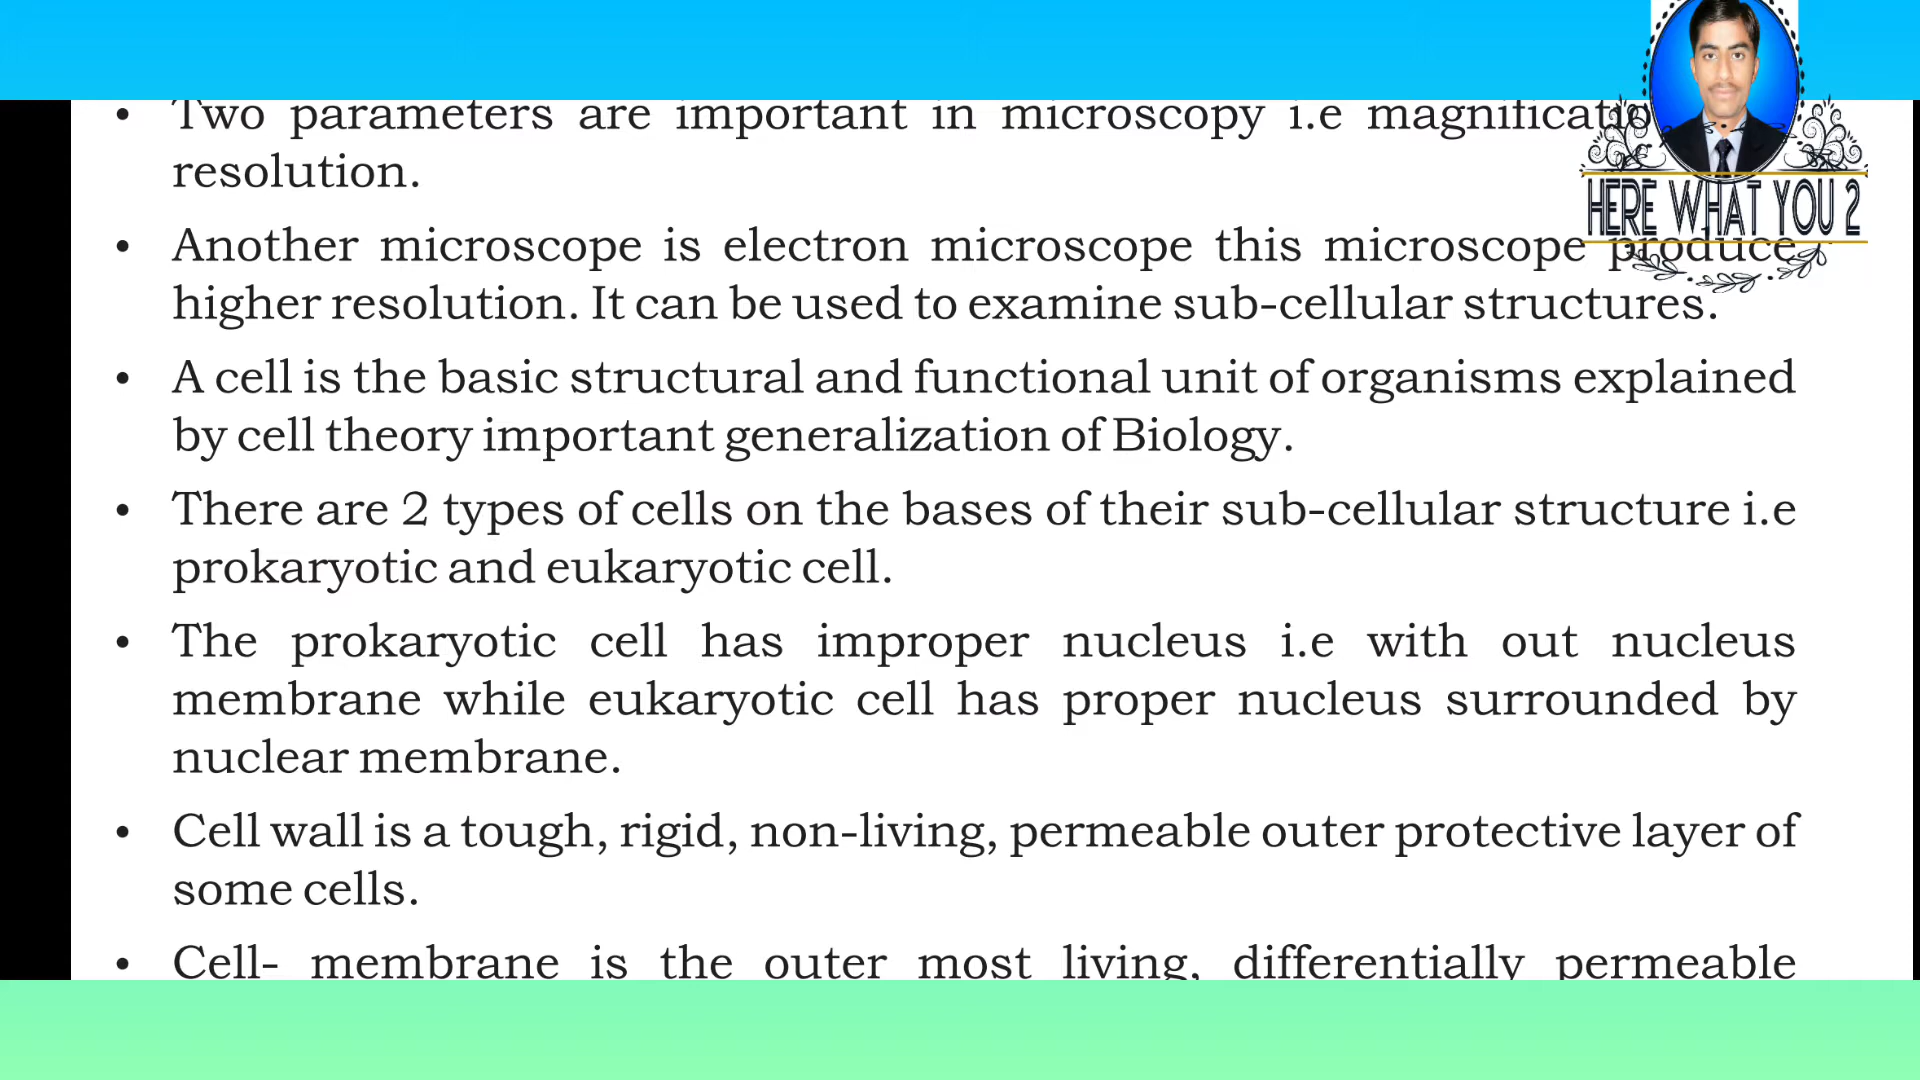 • Two parameters are important in microscopy i.e
resolution.
HERE WHAT YOU 2
• Another microscope is electron microscope this microscope produce
higher resolution. It can be used to examine sub-cellular structures.
• A cell is the basic structural and functional unit of organisms explained
by cell theory important generalization of Biology.
• There are 2 types of cells on the bases of their sub-cellular structure i.e
prokaryotic and eukaryotic cell.
• The prokaryotic cell has improper nucleus i.e with out nucleus
membrane while eukaryotic cell has proper nucleus surrounded by
nuclear membrane.
• Cell wall is a tough, rigid, non-living, permeable outer protective layer of
some cells.
• Cell- membrane is the outer most living, differentially permeable